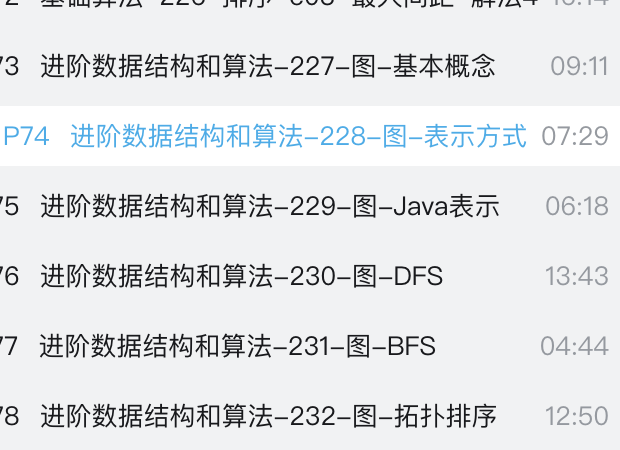 73 进阶数据结构和算法-227-图-基本概念 09:11
P74 进阶数据结构和算法-228-图-表示方式 07:29
75 进阶数据结构和算法-229-图-Java表示 06:18
76 进阶数据结构和算法-230-图-DFS 13:43
77 进阶数据结构和算法-231-图-BFS 04:44
78 进阶数据结构和算法-232-图-拓扑排序 12:50